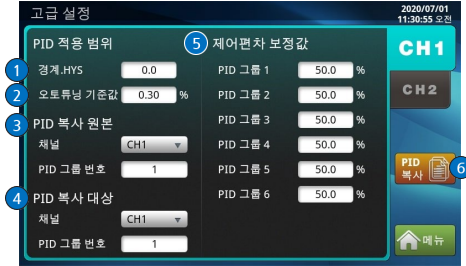 고급 설정
2020/07/01
11:30:55 오전
PID 적용 범위
1 경계.HYS 0.0
2 오토튜닝 기준값 0.30 %
3 PID 복사 원본
채널 CH1
PID 그룹 번호 1
4 PID 복사 대상
채널 CH1
PID 그룹 번호 1
5 제어편차 보정값
PID 그룹 1 50.0 %
PID 그룹 2 50.0 %
PID 그룹 3 50.0 %
PID 그룹 4 50.0 %
PID 그룹 5 50.0 %
PID 그룹 6 50.0 %
CH1
CH2
PID
복사 6
메뉴